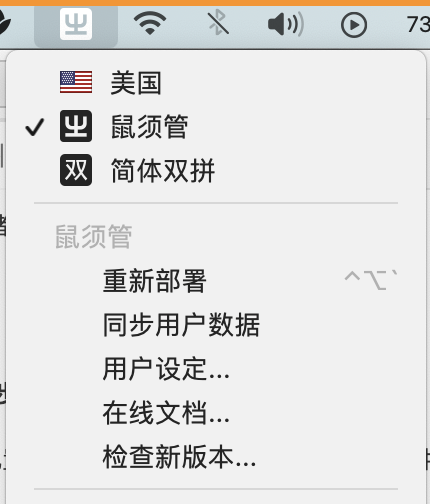 73
美国
鼠须管
双 简体双拼
鼠须管
重新部署 ^⌥`
同步用户数据
用户设定...
在线文档...
检查新版本...